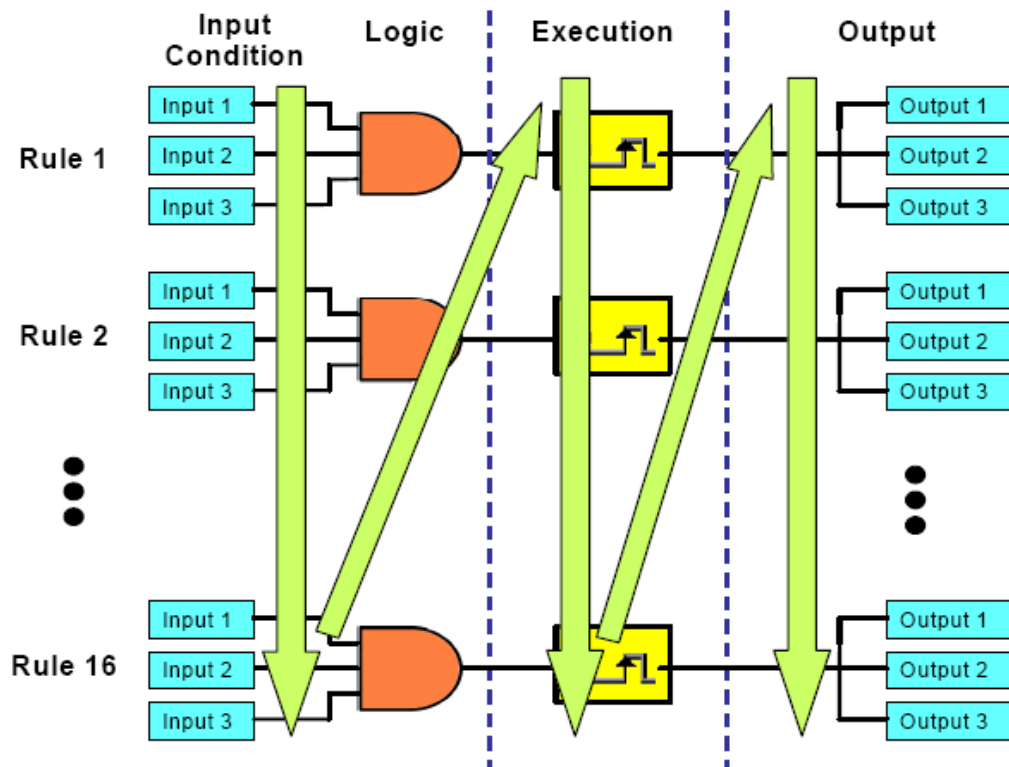 Input
Condition
Logic
Execution
Output
Rule 1
Input 1
Input 2
Input 3
Output 1
Output 2
Output 3
Rule 2
Input 1
Input 2
Input 3
Output 1
Output 2
Output 3
Rule 16
Input 1
Input 2
Input 3
Output 1
Output 2
Output 3